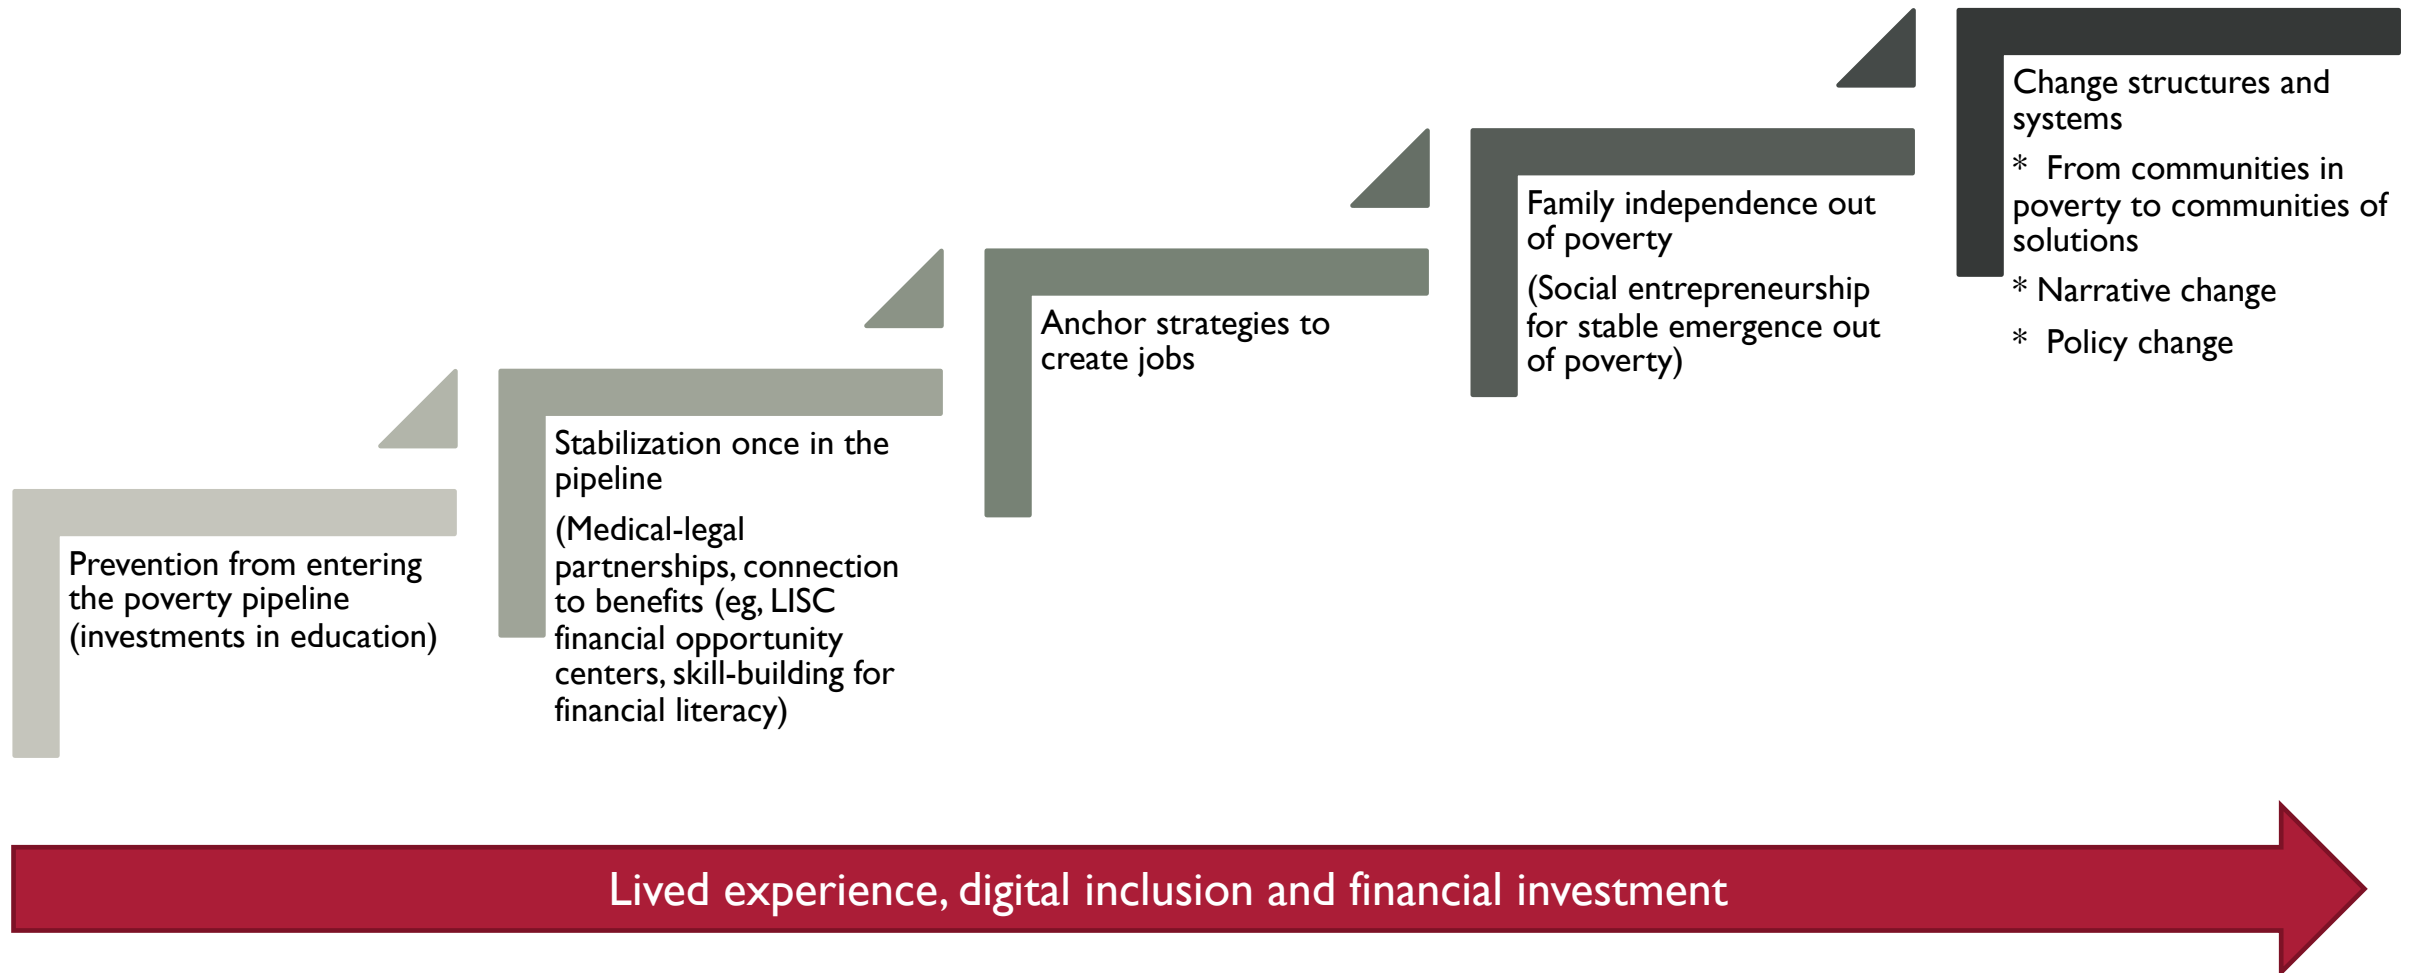 Prevention from entering
the poverty pipeline
(investments in education)
Stabilization once in the
pipeline
(Medical-legal
partnerships, connection
to benefits (eg, LISC
financial opportunity
centers, skill-building for
financial literacy)
Anchor strategies to
create jobs
Family independence out
of poverty
(Social entrepreneurship
for stable emergence out
of poverty)
Change structures and
systems
* From communities in
poverty to communities of
solutions
* Narrative change
* Policy change
Lived experience, digital inclusion and financial investment